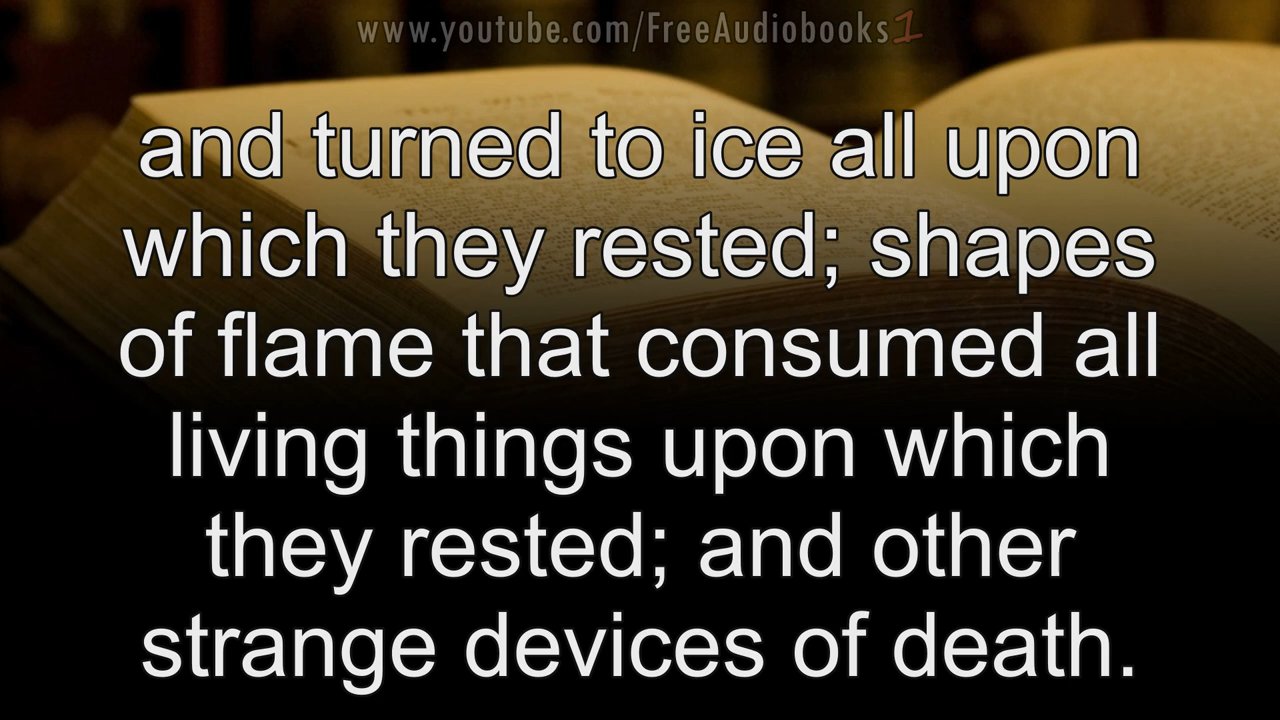 www.youtube.com/FreeAudiobooks1
and turned to ice all upon
which they rested; shapes
of flame that consumed all
living things upon which
they rested; and other
strange devices of death.